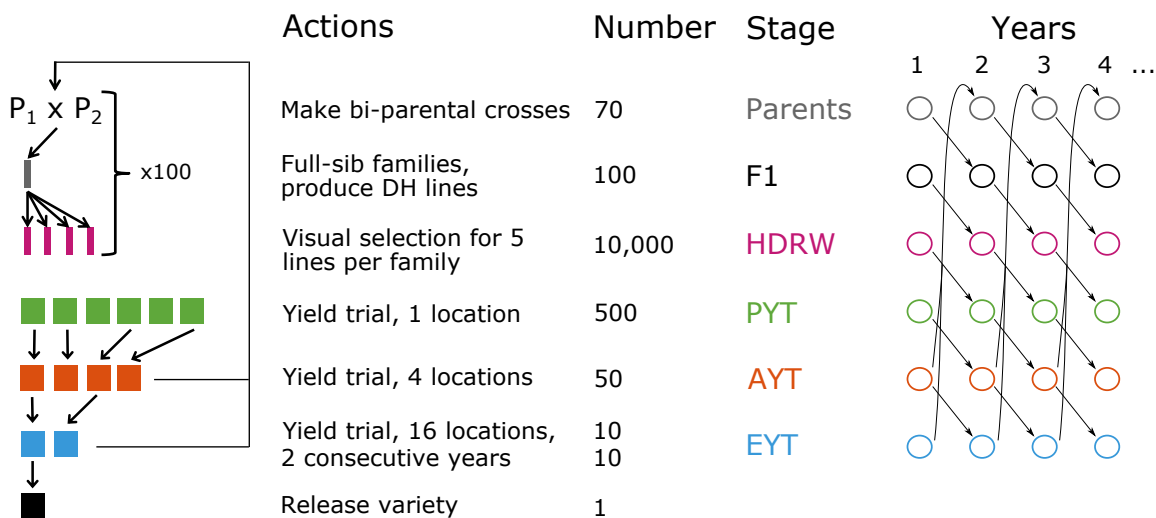 Actions Number Stage Years
1 2 3 4 ...
P₁ x P₂
Make bi-parental crosses 70 Parents
x100
Full-sib families,
produce DH lines 100 F1
Visual selection for 5
lines per family 10,000 HDRW
Yield trial, 1 location 500 PYT
Yield trial, 4 locations 50 AYT
Yield trial, 16 locations, 10
2 consecutive years 10 EYT
Release variety 1